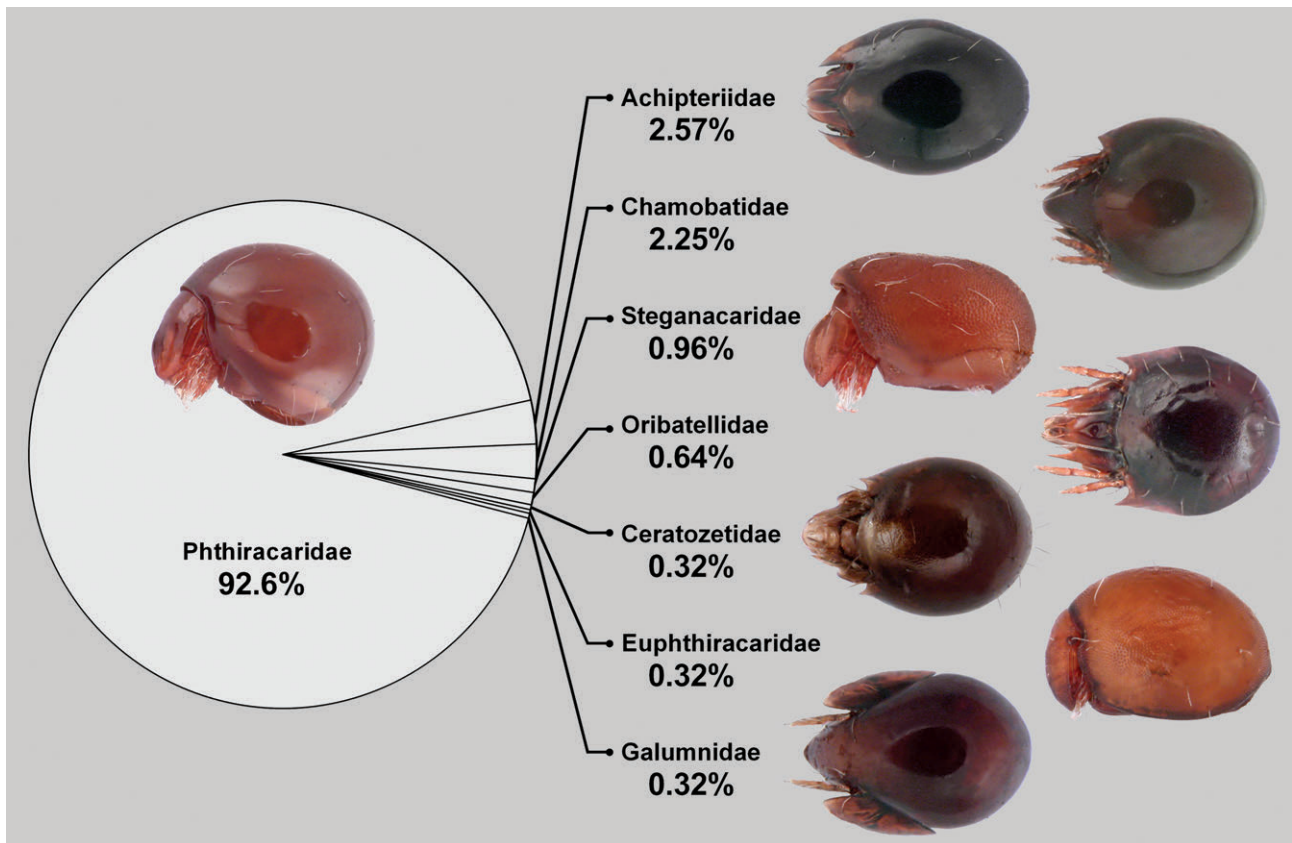 Achipteriidae
2.57%
Chamobatidae
2.25%
Steganacaridae
0.96%
Oribatellidae
0.64%
Phthiracaridae
92.6%
Ceratozetidae
0.32%
Euphthiracaridae
0.32%
Galumnidae
0.32%